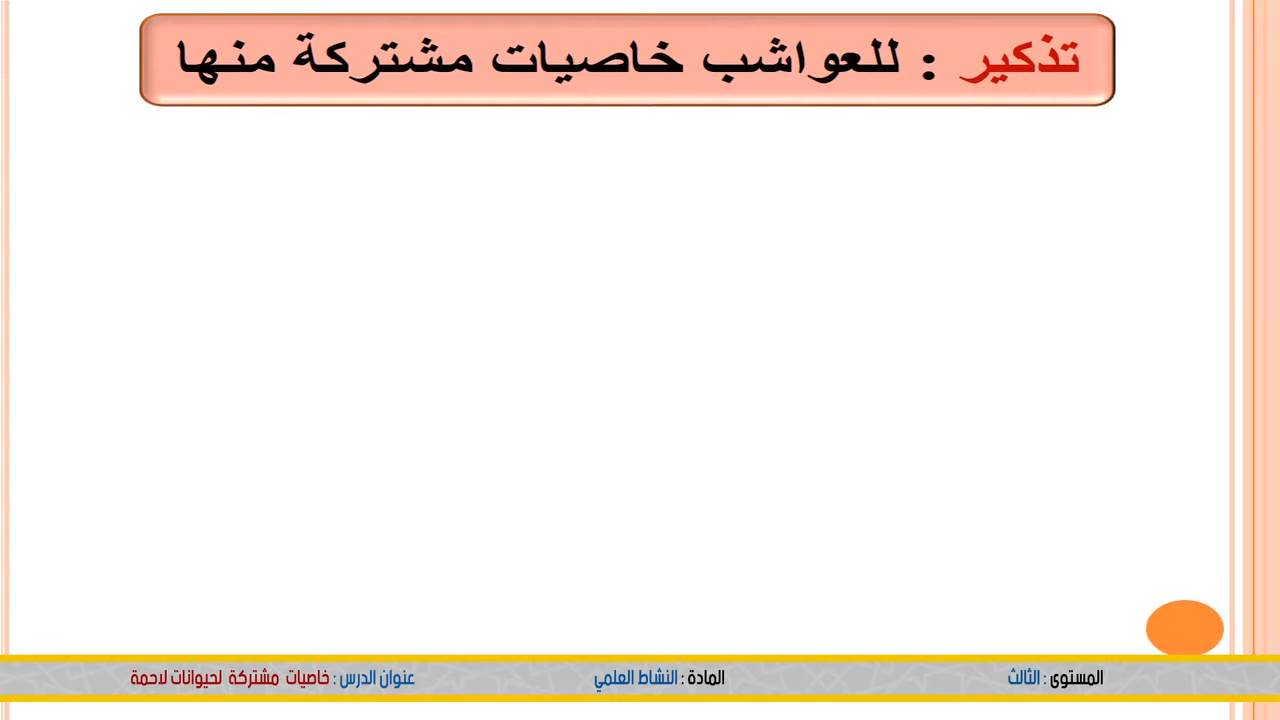 تذكير : للعواشب خاصيات مشتركة منها
المستوى : الثالث
المادة : النشاط العلمي
عنوان الدرس : خاصيات مشتركة لحيوانات لاحمة